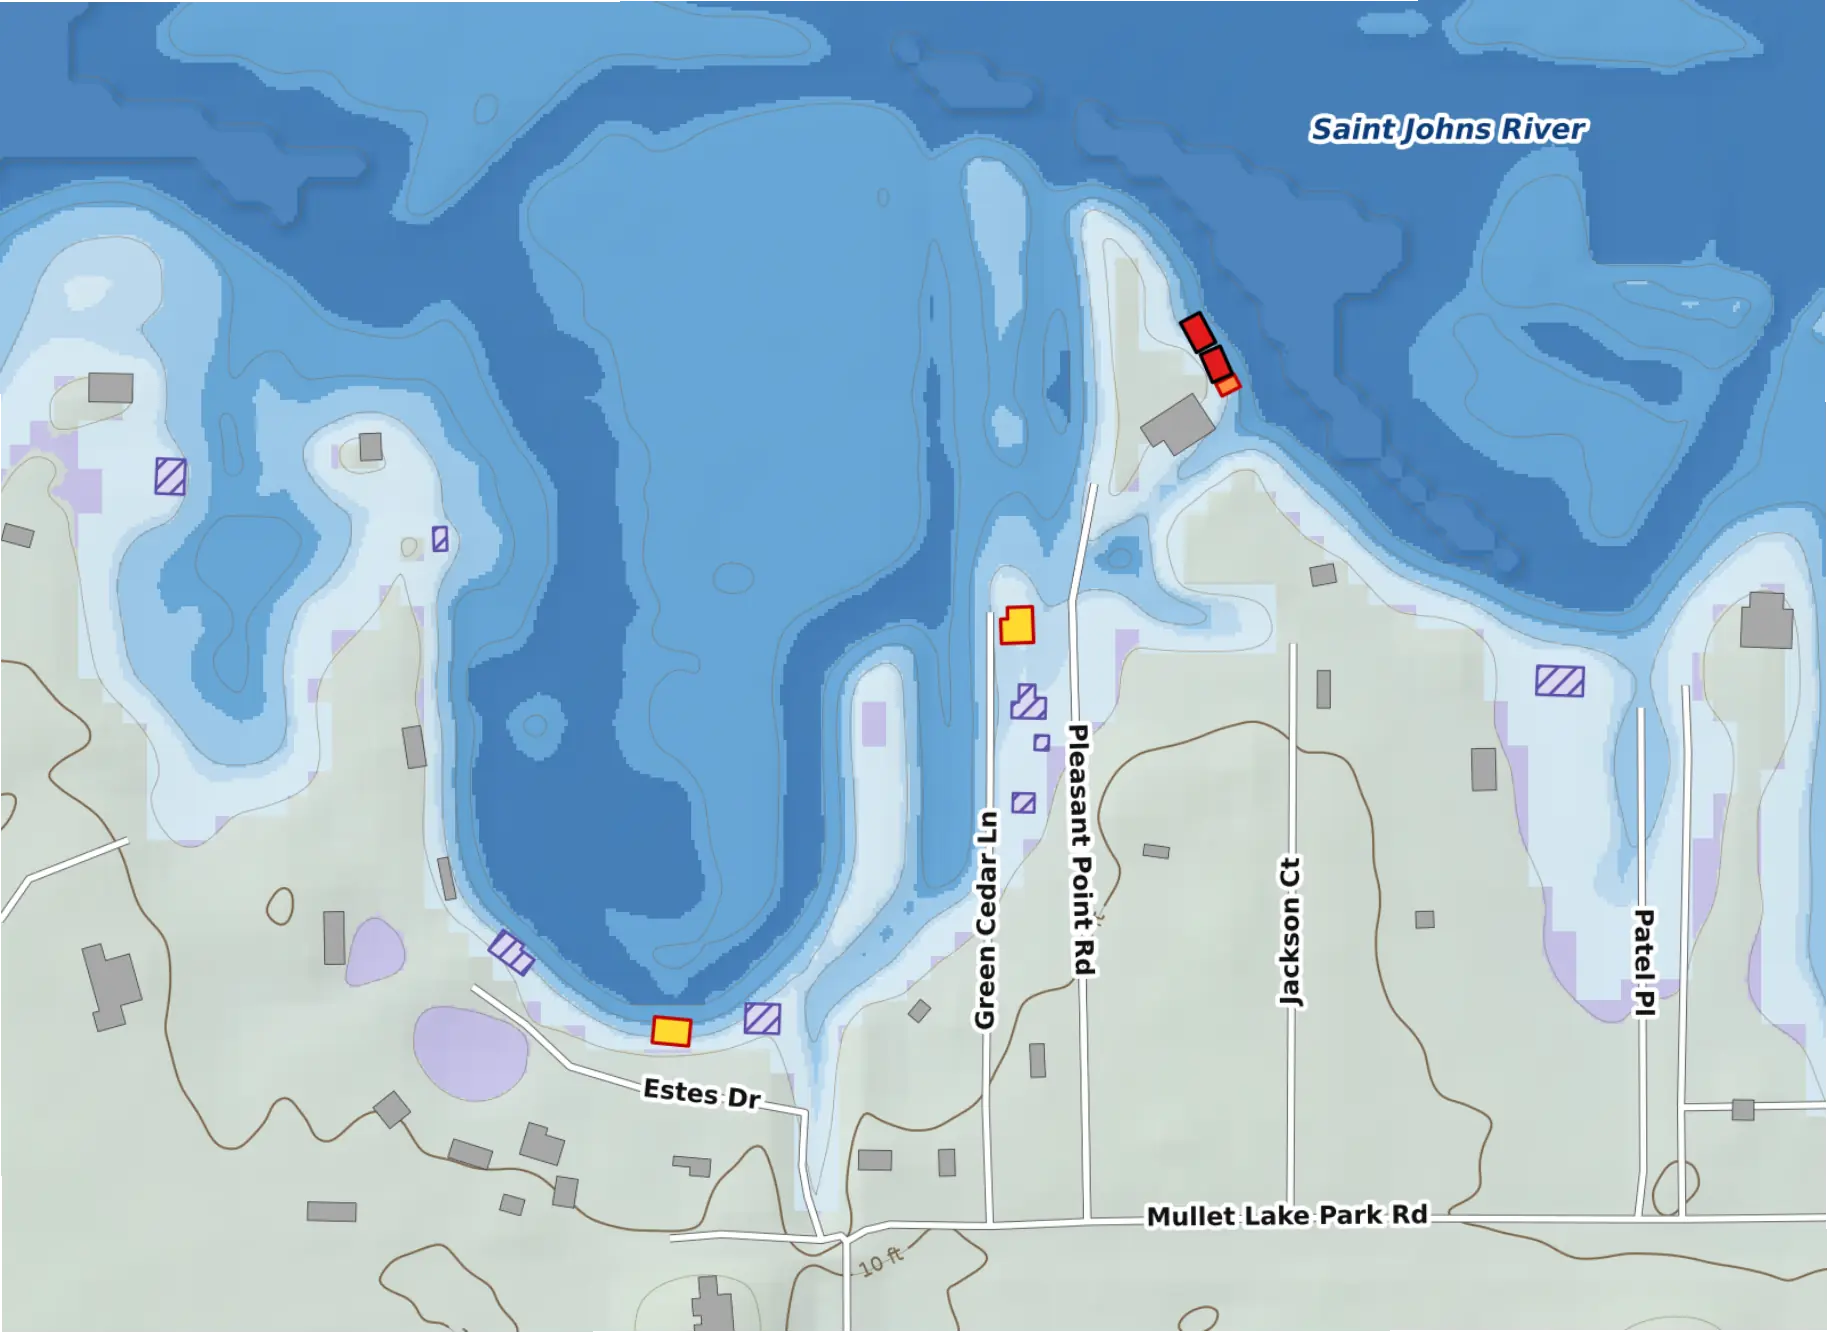 Saint Johns River
Pleasant Point Rd
Green Cedar Ln
Jackson Ct
Patel Pl
Estes Dr
Mullet Lake Park Rd
10 ft